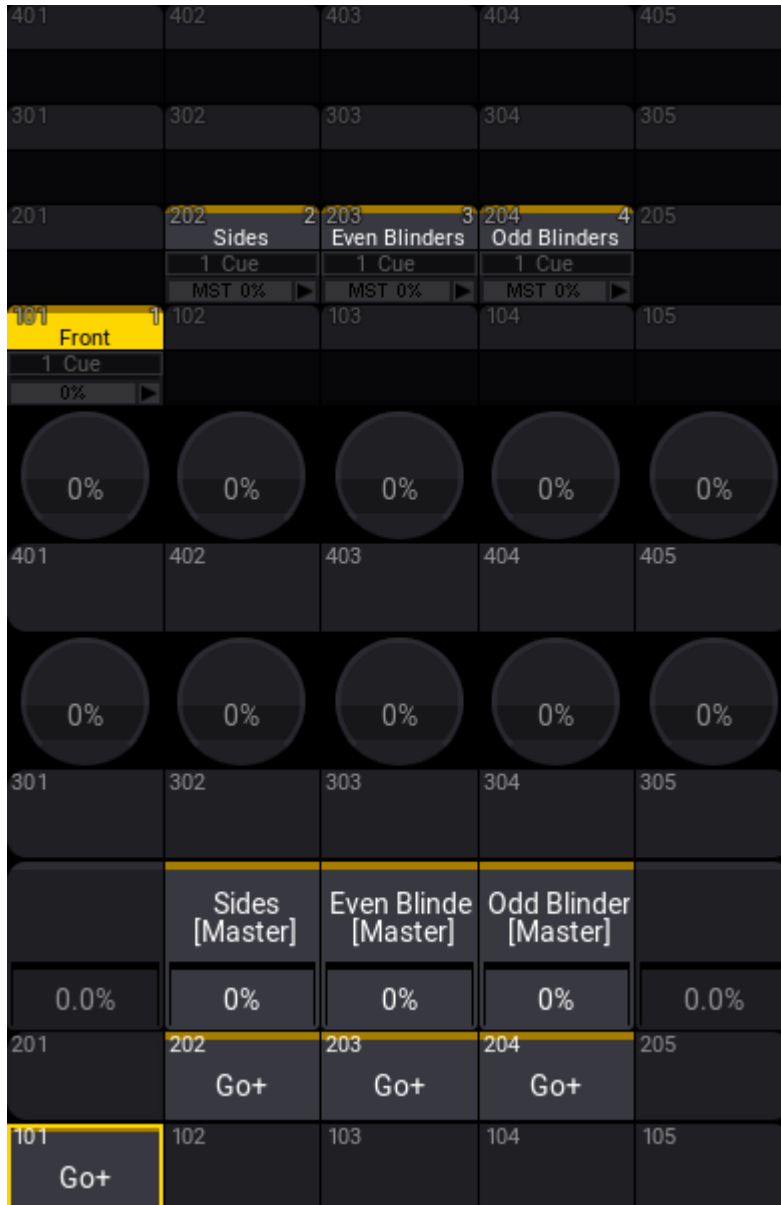 401 402 403 404 405
301 302 303 304 305
201 202 2 203 3 204 4 205
Sides Even Blinders Odd Blinders
1 Cue 1 Cue 1 Cue
MST 0% MST 0% MST 0%
101 1 102 103 104 105
Front
1 Cue
0%
0% 0% 0% 0% 0%
401 402 403 404 405
0% 0% 0% 0% 0%
301 302 303 304 305
Sides Even Blinde Odd Blinder
[Master] [Master] [Master]
0.0% 0% 0% 0% 0.0%
201 202 203 204 205
Go+ Go+ Go+
101 102 103 104 105
Go+